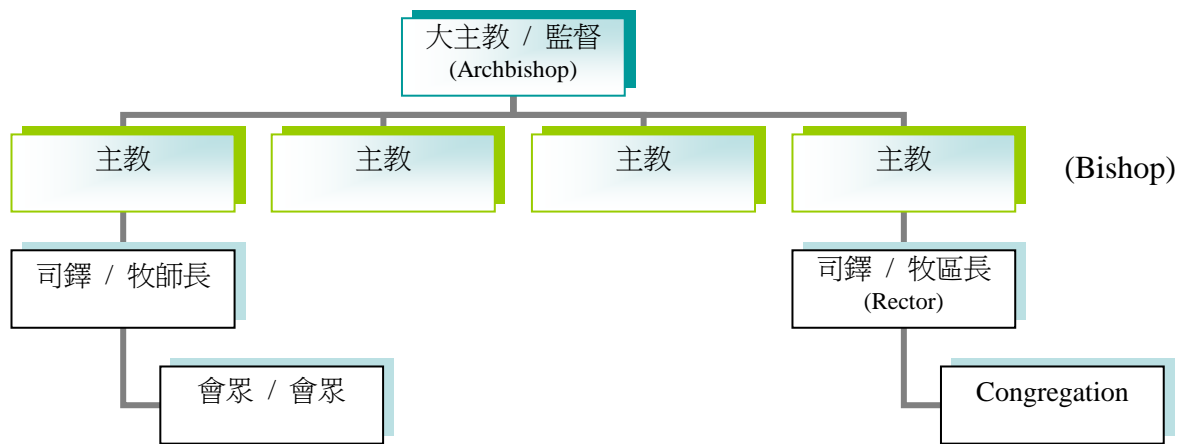 大主教 / 監督
(Archbishop)
主教
主教
主教
主教
(Bishop)
司鐸 / 牧師長
司鐸 / 牧區長
(Rector)
會眾 / 會眾
Congregation